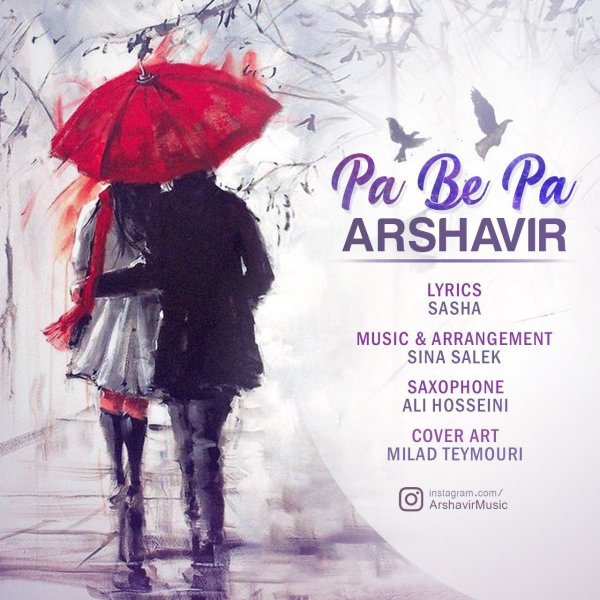 Pa Be Pa
ARSHAVIR
LYRICS
SASHA
MUSIC & ARRANGEMENT
SINA SALEK
SAXOPHONE
ALI HOSSEINI
COVER ART
MILAD TEYMOURI
instagram.com/
ArshavirMusic